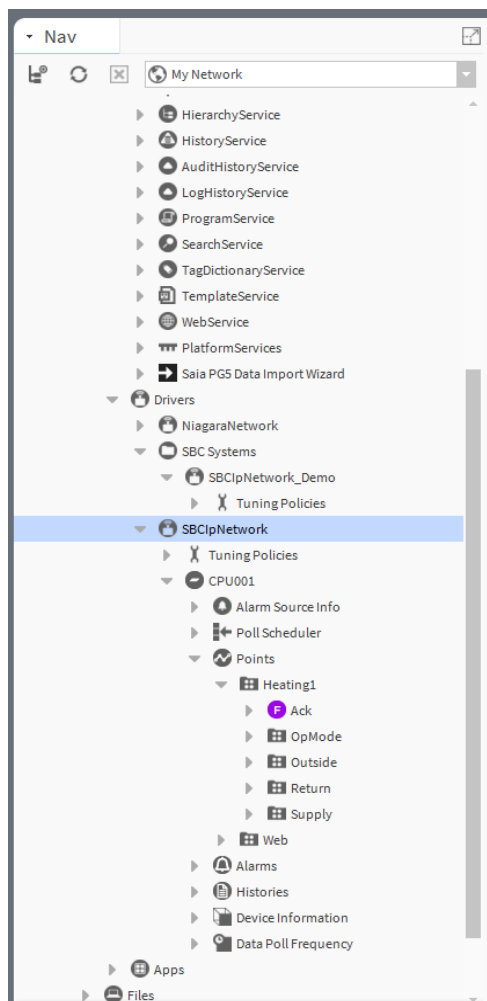 Nav
My Network
HierarchyService
HistoryService
AuditHistoryService
LogHistoryService
ProgramService
SearchService
TagDictionaryService
TemplateService
WebService
PlatformServices
Saia PG5 Data Import Wizard
Drivers
NiagaraNetwork
SBC Systems
SBCIpNetwork_Demo
Tuning Policies
SBCIpNetwork
Tuning Policies
CPU001
Alarm Source Info
Poll Scheduler
Points
Heating1
F Ack
OpMode
Outside
Return
Supply
Web
Alarms
Histories
Device Information
Data Poll Frequency
Apps
Files